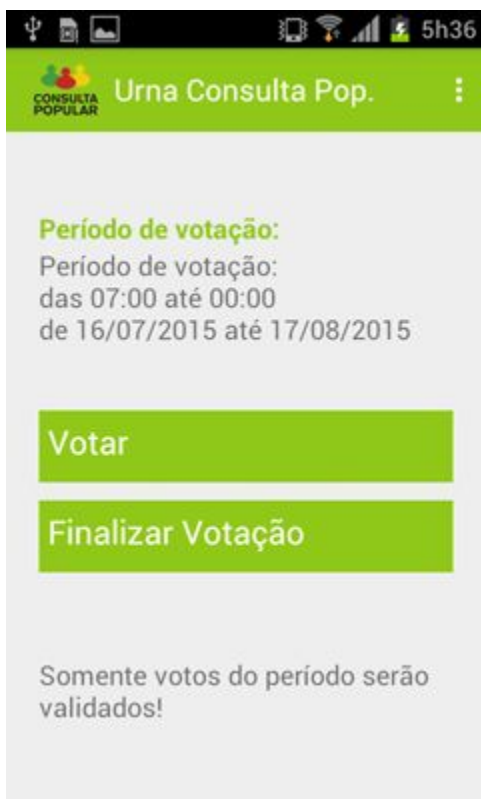 5h36
CONSULTA
POPULAR
Urna Consulta Pop.
Período de votação:
Período de votação:
das 07:00 até 00:00
de 16/07/2015 até 17/08/2015
Votar
Finalizar Votação
Somente votos do período serão
validados!